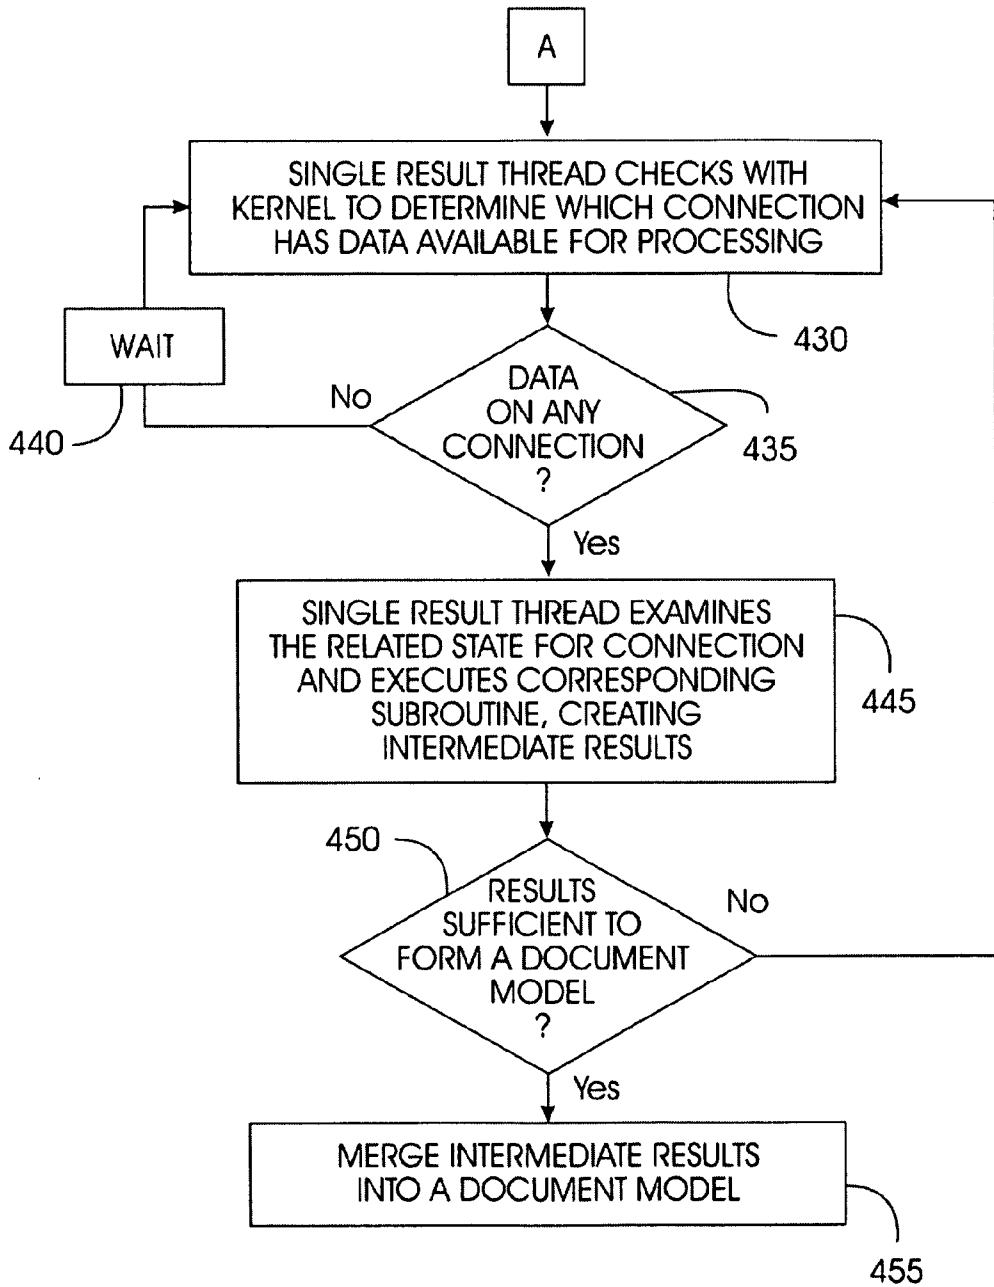 A
SINGLE RESULT THREAD CHECKS WITH
KERNEL TO DETERMINE WHICH CONNECTION
HAS DATA AVAILABLE FOR PROCESSING
430
WAIT
440
No
DATA
ON ANY
CONNECTION
?
435
Yes
SINGLE RESULT THREAD EXAMINES
THE RELATED STATE FOR CONNECTION
AND EXECUTES CORRESPONDING
SUBROUTINE, CREATING
INTERMEDIATE RESULTS
445
450
RESULTS
SUFFICIENT TO
FORM A DOCUMENT
MODEL
?
No
Yes
MERGE INTERMEDIATE RESULTS
INTO A DOCUMENT MODEL
455